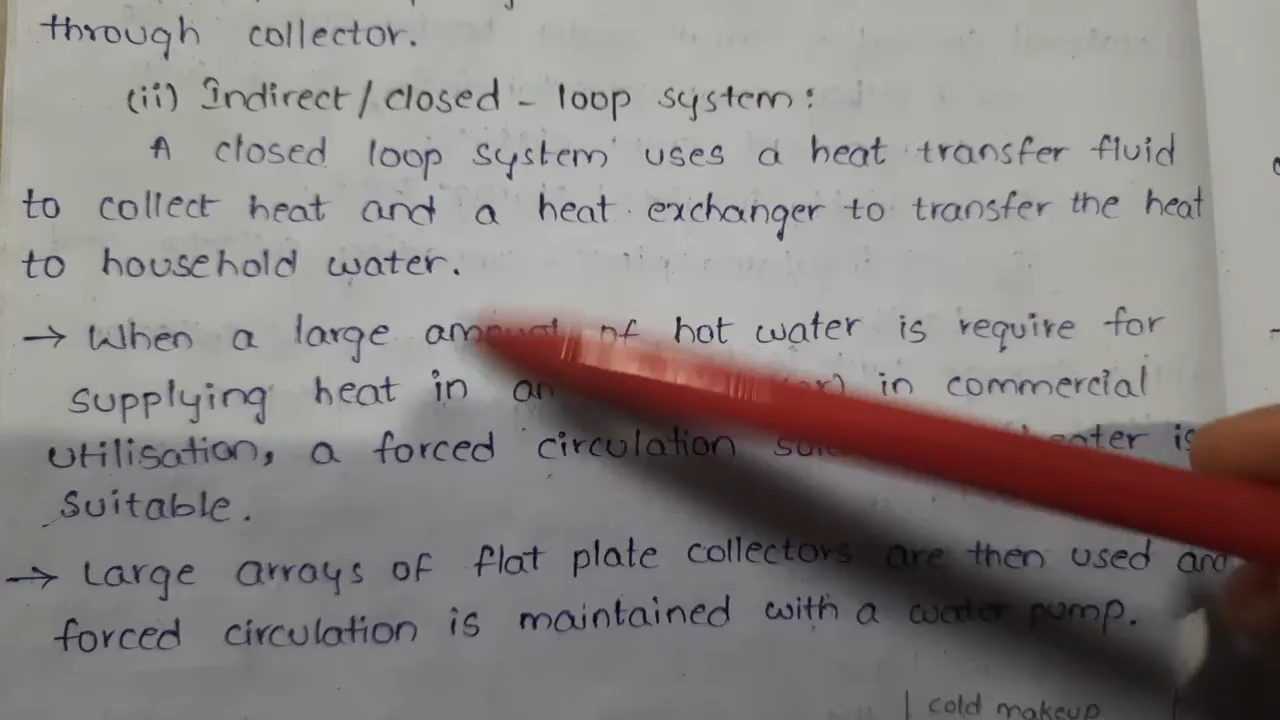 through collector.
(ii) Indirect/closed-loop system:
A closed loop system uses a heat transfer fluid
to collect heat and a heat exchanger to transfer the heat
to household water.
→ When a large amount of hot water is require for
supplying heat in an in commercial
utilisation, a forced circulation is
suitable.
→ Large arrays of flat plate collectors are then used and
forced circulation is maintained with a water pump.
cold makeup